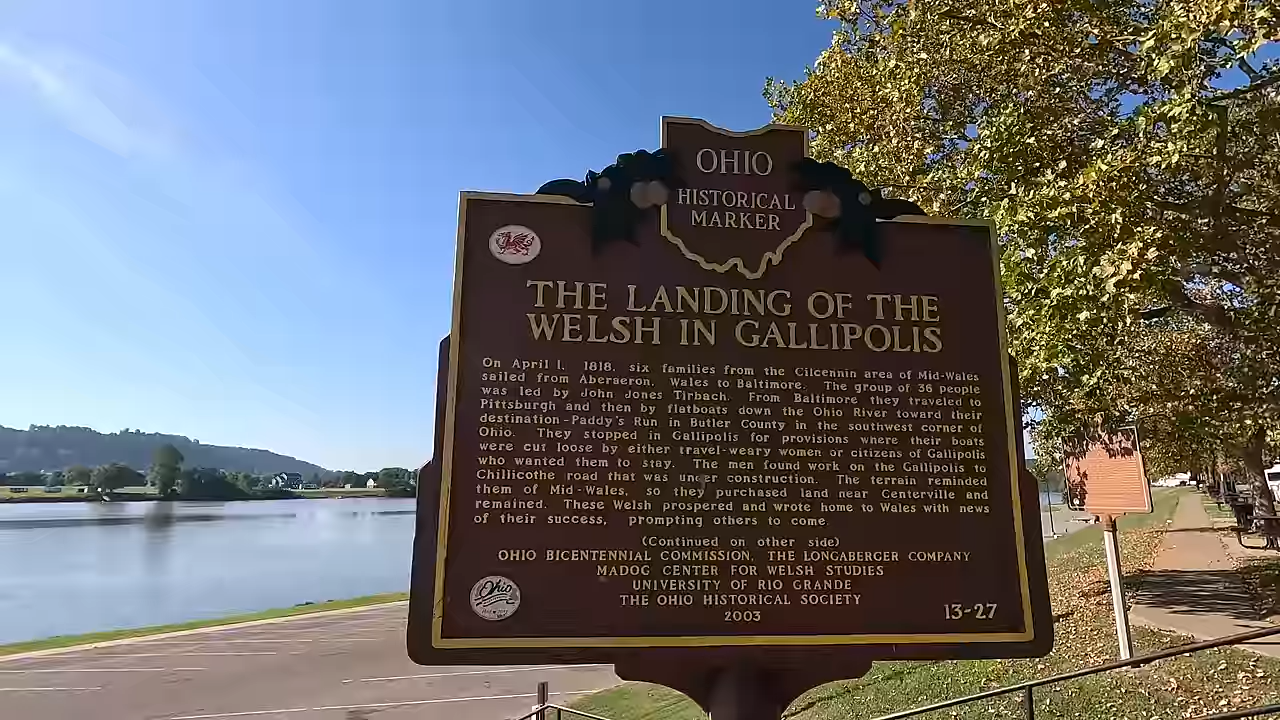 OHIO
HISTORICAL
MARKER
THE LANDING OF THE
WELSH IN GALLIPOLIS
On April 1, 1818, six families from the Cilcennin area of Mid-Wales
sailed from Aberaeron, Wales to Baltimore. The group of 36 people
was led by John Jones Tirbach. From Baltimore they traveled to
Pittsburgh and then by flatboats down the Ohio River toward their
destination-Paddy's Run in Butler County in the southwest corner of
Ohio. They stopped in Gallipolis for provisions where their boats
were cut loose by either travel-weary women or citizens of Gallipolis
who wanted them to stay. The men found work on the Gallipolis to
Chillicothe road that was under construction. The terrain reminded
them of Mid-Wales, so they purchased land near Centerville and
remained. These Welsh prospered and wrote home to Wales with news
of their success, prompting others to come.
(Continued on other side)
OHIO BICENTENNIAL COMMISSION, THE LONGABERGER COMPANY
MADOG CENTER FOR WELSH STUDIES
UNIVERSITY OF RIO GRANDE
THE OHIO HISTORICAL SOCIETY
2003
13-27
Ohio